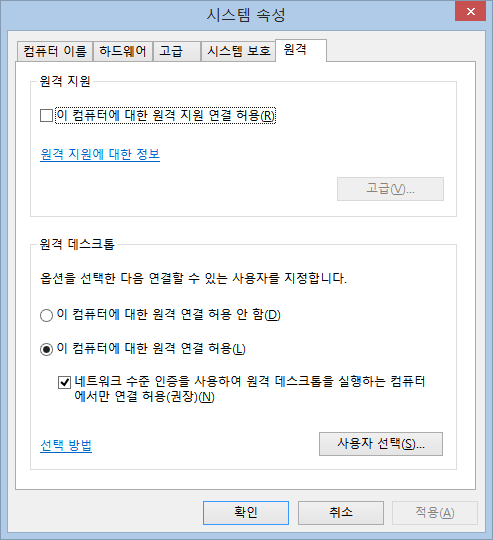 시스템 속성
컴퓨터 이름
하드웨어
고급
시스템 보호
원격
원격 지원
이 컴퓨터에 대한 원격 지원 연결 허용(R)
원격 지원에 대한 정보
고급(V)...
원격 데스크톱
옵션을 선택한 다음 연결할 수 있는 사용자를 지정합니다.
이 컴퓨터에 대한 원격 연결 허용 안 함(D)
이 컴퓨터에 대한 원격 연결 허용(L)
네트워크 수준 인증을 사용하여 원격 데스크톱을 실행하는 컴퓨터
에서만 연결 허용(권장)(N)
선택 방법
사용자 선택(S)...
확인
취소
적용(A)